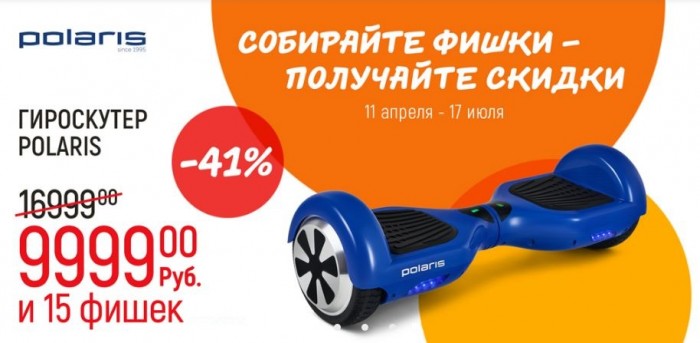 polaris
since 1995
СОБИРАЙТЕ ФИШКИ –
ПОЛУЧАЙТЕ СКИДКИ
11 апреля - 17 июля
ГИРОСКУТЕР
POLARIS
-41%
16999 00
9999 00
Руб.
и 15 фишек
polaris